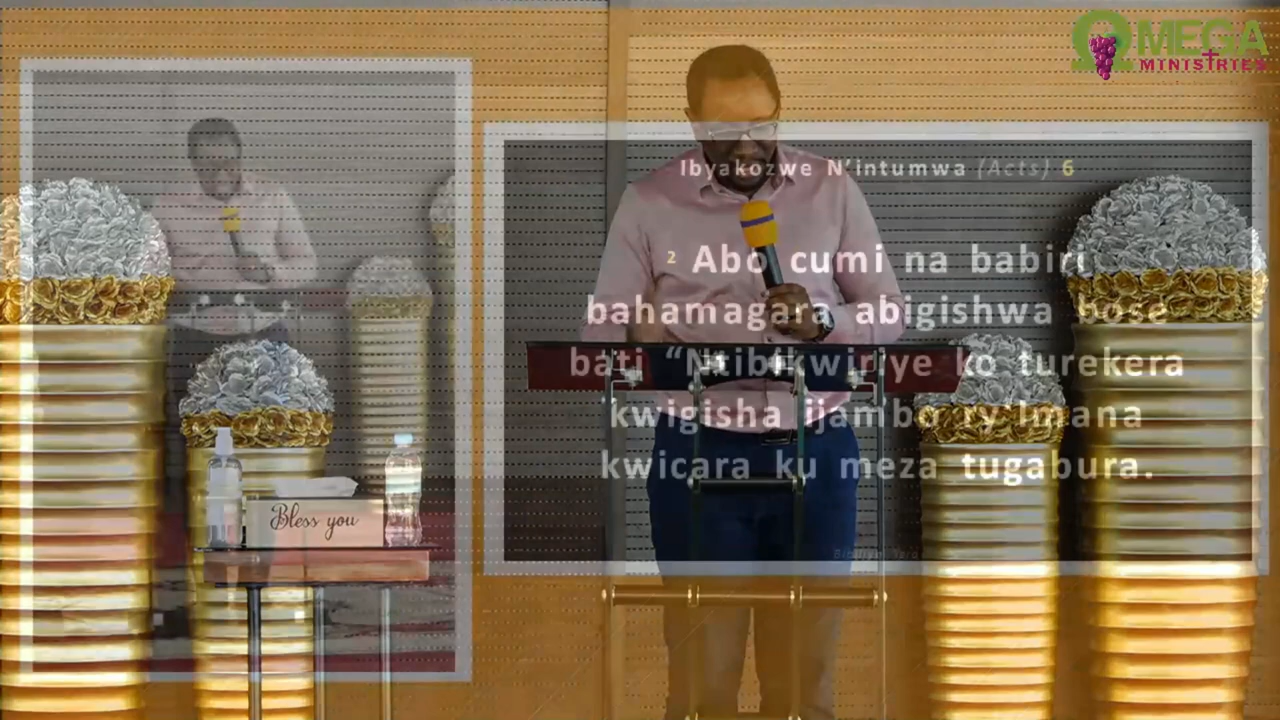 ΩMEGA
MINISTRIES
Ibyakozwe N’intumwa (Acts) 6
2 Abo cumi na babiri
bahamagara abigishwa bose
bati “Ntibikwiriye ko turekera
kwigisha ijambo ry’Imana
kwicara ku meza tugabura.
Bless you